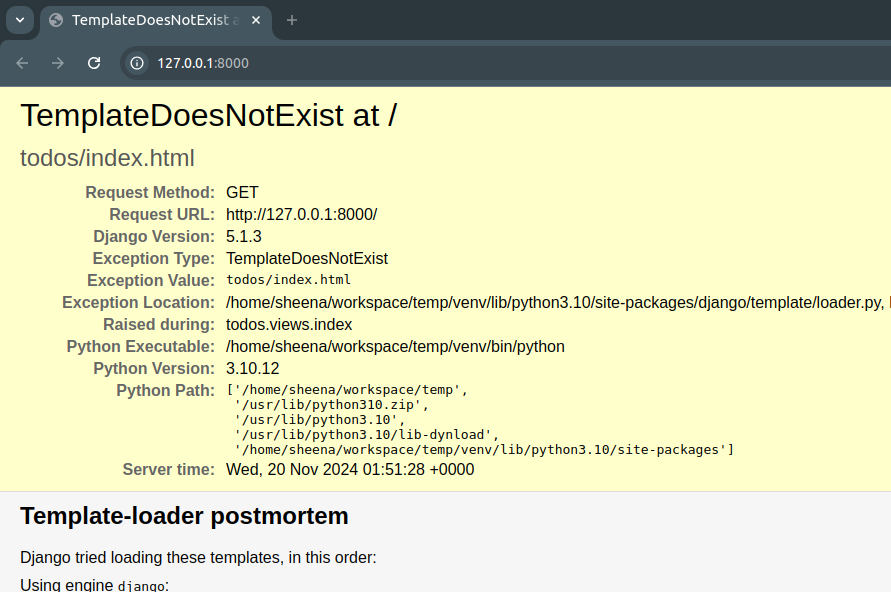 TemplateDoesNotExist a
127.0.0.1:8000
TemplateDoesNotExist at /
todos/index.html
Request Method: GET
Request URL: http://127.0.0.1:8000/
Django Version: 5.1.3
Exception Type: TemplateDoesNotExist
Exception Value: todos/index.html
Exception Location: /home/sheena/workspace/temp/venv/lib/python3.10/site-packages/django/template/loader.py,
Raised during: todos.views.index
Python Executable: /home/sheena/workspace/temp/venv/bin/python
Python Version: 3.10.12
Python Path: ['/home/sheena/workspace/temp',
'/usr/lib/python310.zip',
'/usr/lib/python3.10',
'/usr/lib/python3.10/lib-dynload',
'/home/sheena/workspace/temp/venv/lib/python3.10/site-packages']
Server time: Wed, 20 Nov 2024 01:51:28 +0000
Template-loader postmortem
Django tried loading these templates, in this order:
Using engine django: